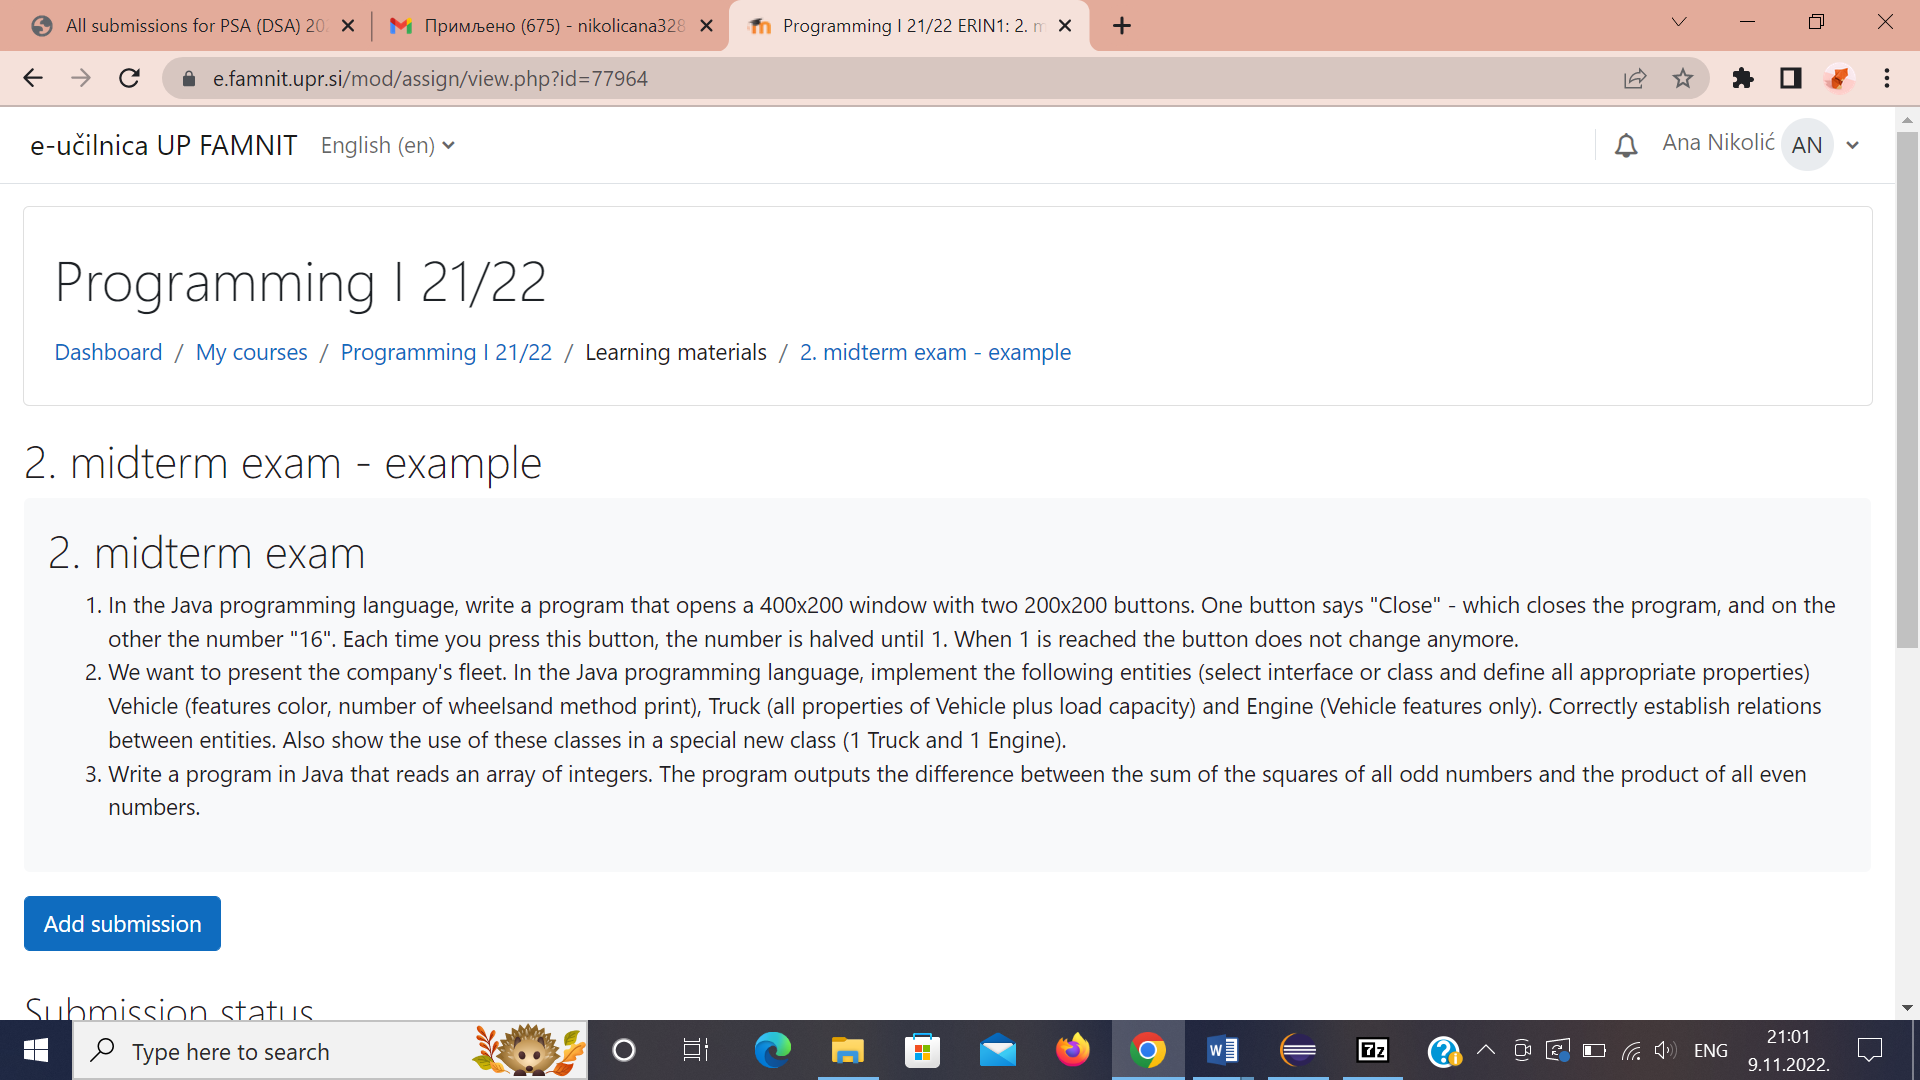 All submissions for PSA (DSA) 20
Примљено (675) - nikolicana328
Programming I 21/22 ERIN1: 2. m
e.famnit.upr.si/mod/assign/view.php?id=77964
e-učilnica UP FAMNIT English (en)
Ana Nikolić AN
Programming I 21/22
Dashboard / My courses / Programming I 21/22 / Learning materials / 2. midterm exam - example
2. midterm exam - example
2. midterm exam
1. In the Java programming language, write a program that opens a 400x200 window with two 200x200 buttons. One button says "Close" - which closes the program, and on the
other the number "16". Each time you press this button, the number is halved until 1. When 1 is reached the button does not change anymore.
2. We want to present the company's fleet. In the Java programming language, implement the following entities (select interface or class and define all appropriate properties)
Vehicle (features color, number of wheelsand method print), Truck (all properties of Vehicle plus load capacity) and Engine (Vehicle features only). Correctly establish relations
between entities. Also show the use of these classes in a special new class (1 Truck and 1 Engine).
3. Write a program in Java that reads an array of integers. The program outputs the difference between the sum of the squares of all odd numbers and the product of all even
numbers.
Add submission
Submission status
Type here to search
7z
ENG
21:01
9.11.2022.